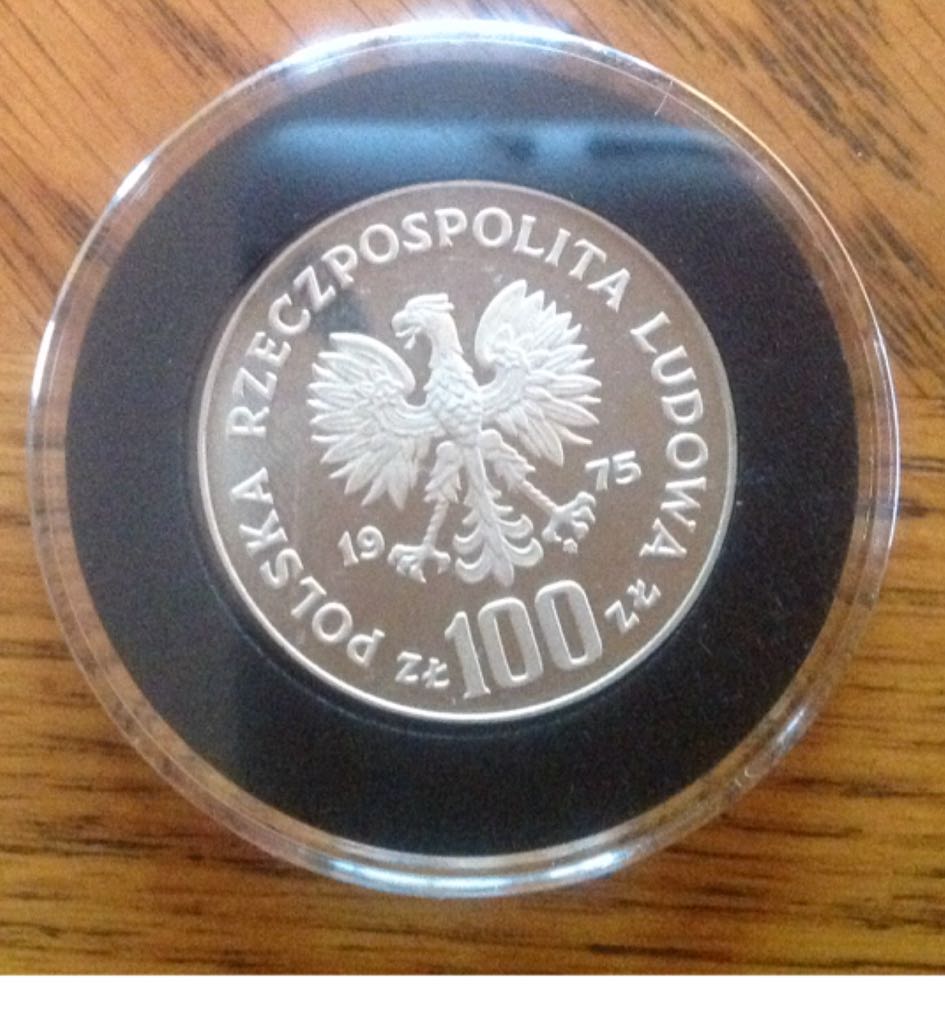 POLSKA RZECZPOSPOLITA LUDOWA
19 75
ZŁ 100 ZŁ